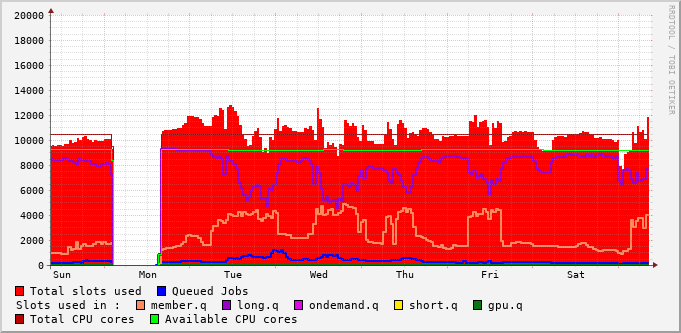 20000
18000
16000
14000
12000
10000
8000
6000
4000
2000
0
Sun Mon Tue Wed Thu Fri Sat
RRDTOOL / TOBI OETIKER
Total slots used Queued Jobs
Slots used in : member.q long.q ondemand.q short.q gpu.q
Total CPU cores Available CPU cores